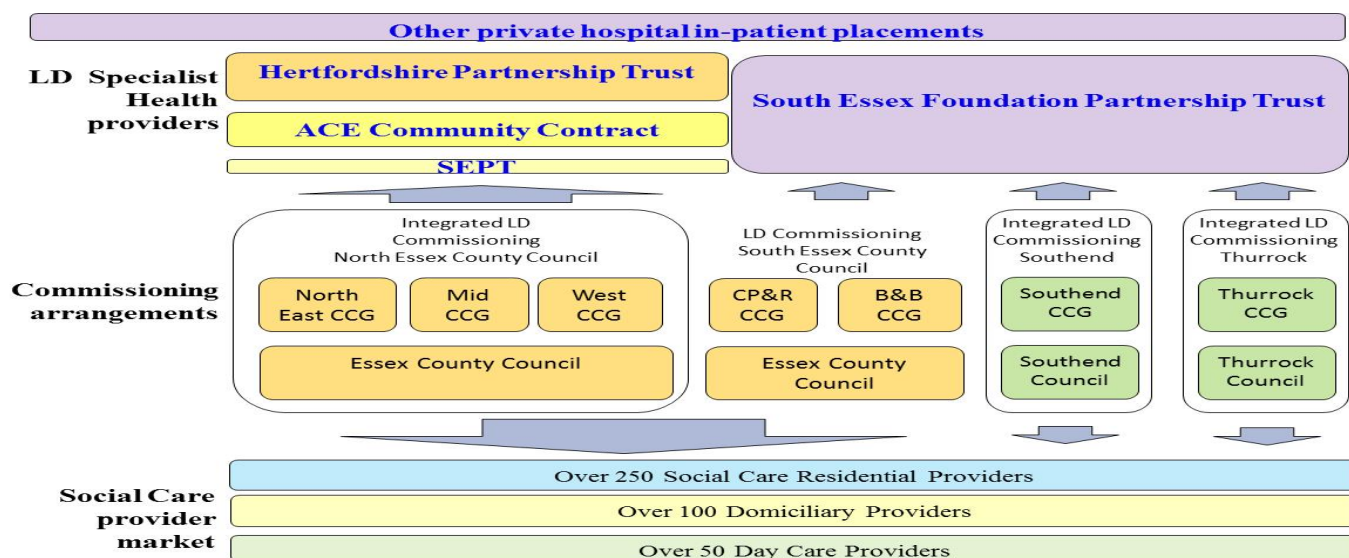 Other private hospital in-patient placements
LD Specialist
Health
providers
Hertfordshire Partnership Trust
ACE Community Contract
SEPT
South Essex Foundation Partnership Trust
Commissioning
arrangements
Integrated LD
Commissioning
North Essex County Council
North
East CCG
Mid
CCG
West
CCG
Essex County Council
LD Commissioning
South Essex County
Council
CP&R
CCG
B&B
CCG
Essex County
Council
Integrated LD
Commissioning
Southend
Southend
CCG
Southend
Council
Integrated LD
Commissioning
Thurrock
Thurrock
CCG
Thurrock
Council
Social Care
provider
market
Over 250 Social Care Residential Providers
Over 100 Domiciliary Providers
Over 50 Day Care Providers